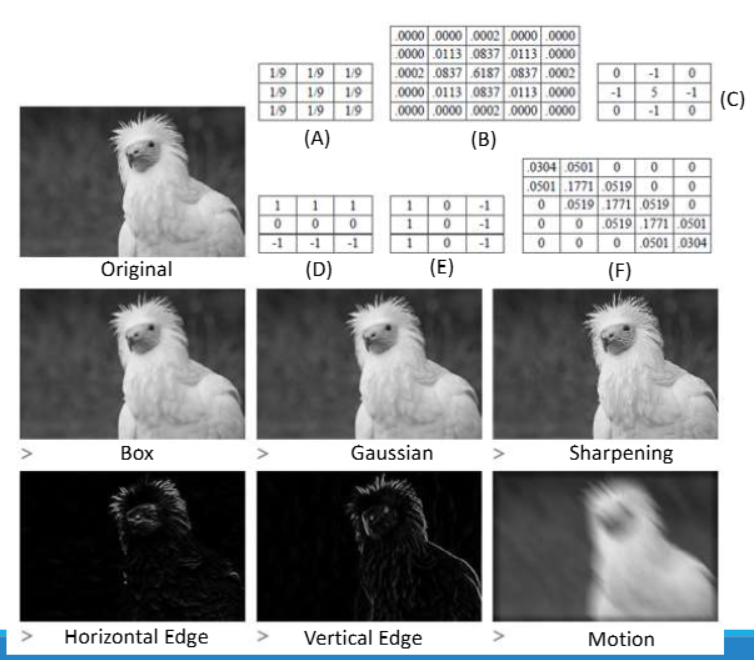 .0000 .0000 .0002 .0000 .0000
.0000 .0113 .0837 .0113 .0000
.0002 .0837 .6187 .0837 .0002
.0000 .0113 .0837 .0113 .0000
.0000 .0000 .0002 .0000 .0000
1/9 1/9 1/9
1/9 1/9 1/9
1/9 1/9 1/9
0 -1 0
-1 5 -1
0 -1 0
(A)
(B)
(C)
.0304 .0501 0 0 0
.0501 .1771 .0519 0 0
0 .0519 .1771 .0519 0
0 0 .0519 .1771 .0501
0 0 0 .0501 .0304
1 1 1
0 0 0
-1 -1 -1
1 0 -1
1 0 -1
1 0 -1
Original
(D)
(E)
(F)
> Box
> Gaussian
> Sharpening
> Horizontal Edge
> Vertical Edge
> Motion